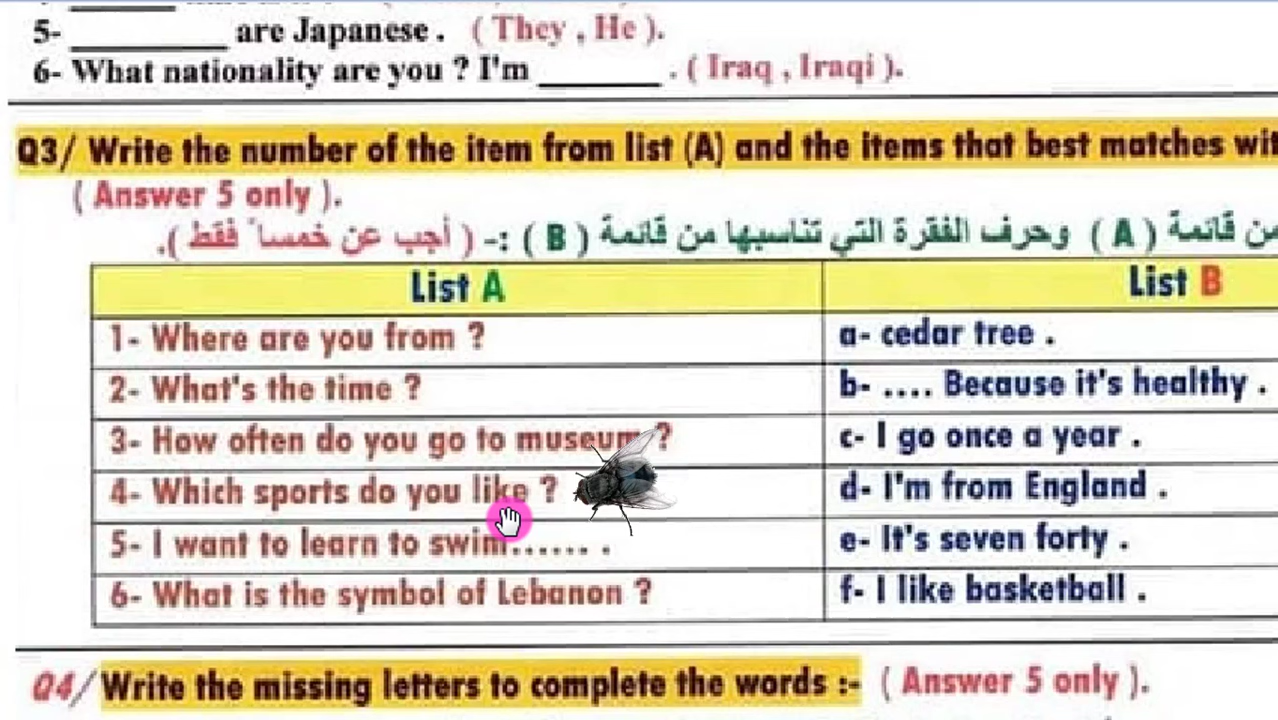 5- __________ are Japanese . ( They , He ).
6- What nationality are you ? I'm ________ . ( Iraq , Iraqi ).
Q3/ Write the number of the item from list (A) and the items that best matches wit
( Answer 5 only ).
من قائمة ( A ) وحرف الفقرة التي تناسبها من قائمة ( B ) :- ( أجب عن خمساً فقط ).
List A
List B
1- Where are you from ?
a- cedar tree .
2- What's the time ?
b- .... Because it's healthy .
3- How often do you go to museum ?
c- I go once a year .
4- Which sports do you like ?
d- I'm from England .
5- I want to learn to swim...... .
e- It's seven forty .
6- What is the symbol of Lebanon ?
f- I like basketball .
Q4/ Write the missing letters to complete the words :- ( Answer 5 only ).